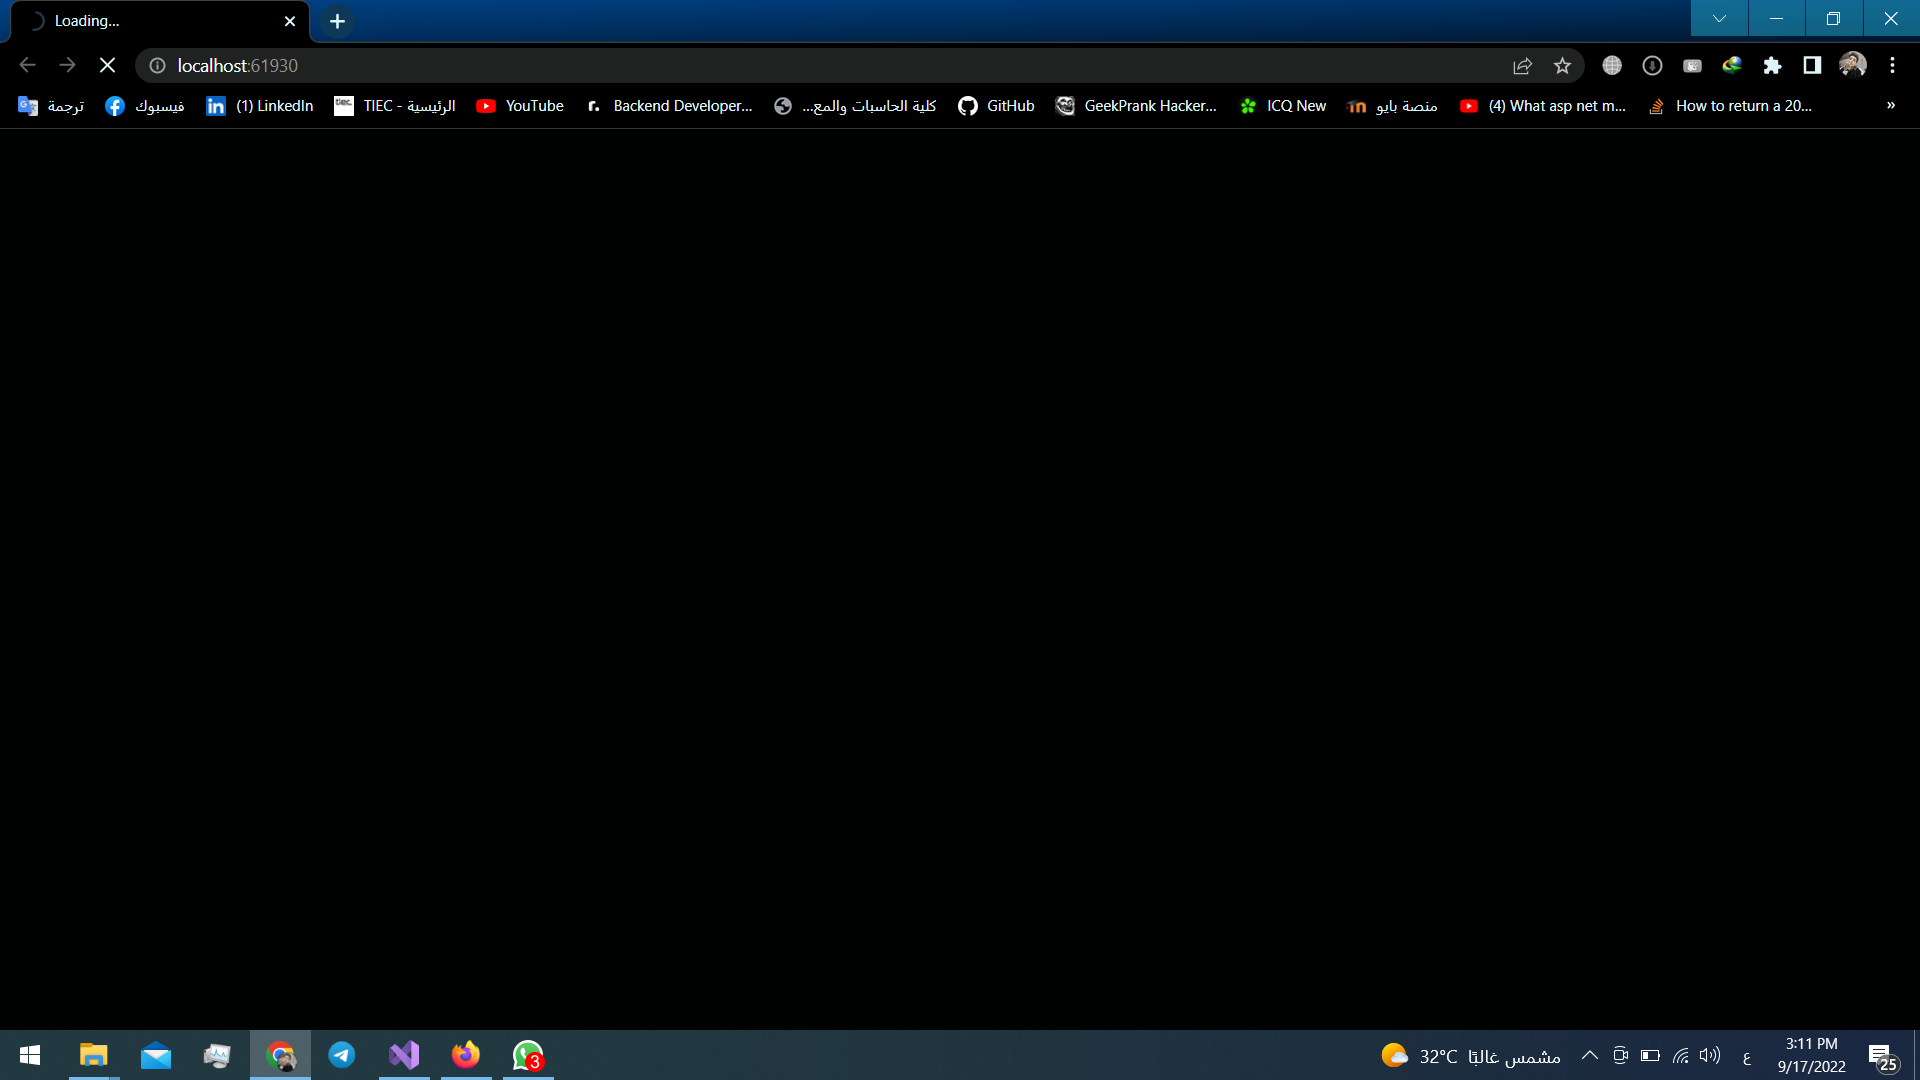 Loading...
localhost:61930
ترجمة
فيسبوك
(1) LinkedIn
TIEC - الرئيسية
YouTube
Backend Developer...
كلية الحاسبات والمع...
GitHub
GeekPrank Hacker...
ICQ New
منصة بايو
(4) What asp net m...
How to return a 20...
»
3
32°C مشمس غالبًا
ع
3:11 PM
9/17/2022
25